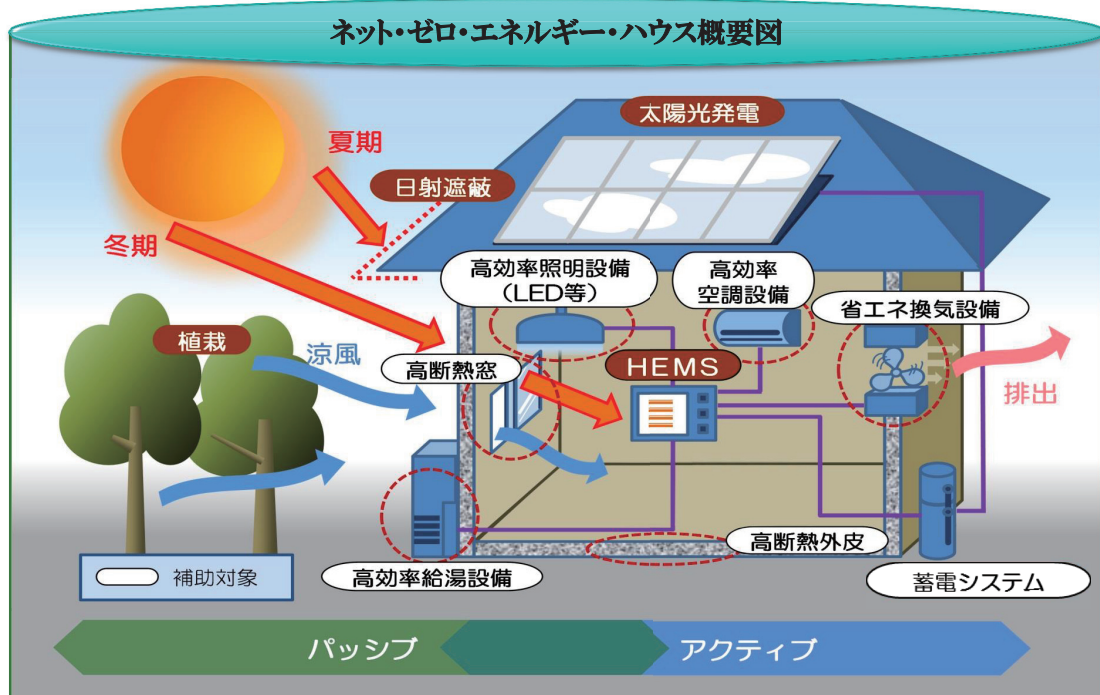 ネット・ゼロ・エネルギー・ハウス概要図
太陽光発電
夏期
日射遮蔽
冬期
高効率照明設備
（LED等）
高効率
空調設備
省エネ換気設備
植栽
涼風
高断熱窓
HEMS
排出
高断熱外皮
補助対象
高効率給湯設備
蓄電システム
パッシブ
アクティブ